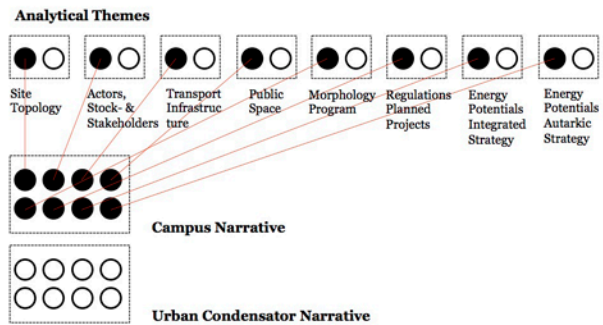 Analytical Themes
Site
Topology
Actors,
Stock- &
Stakeholders
Transport
Infrastruc
ture
Public
Space
Morphology
Program
Regulations
Planned
Projects
Energy
Potentials
Integrated
Strategy
Energy
Potentials
Autarkic
Strategy
Campus Narrative
Urban Condensator Narrative